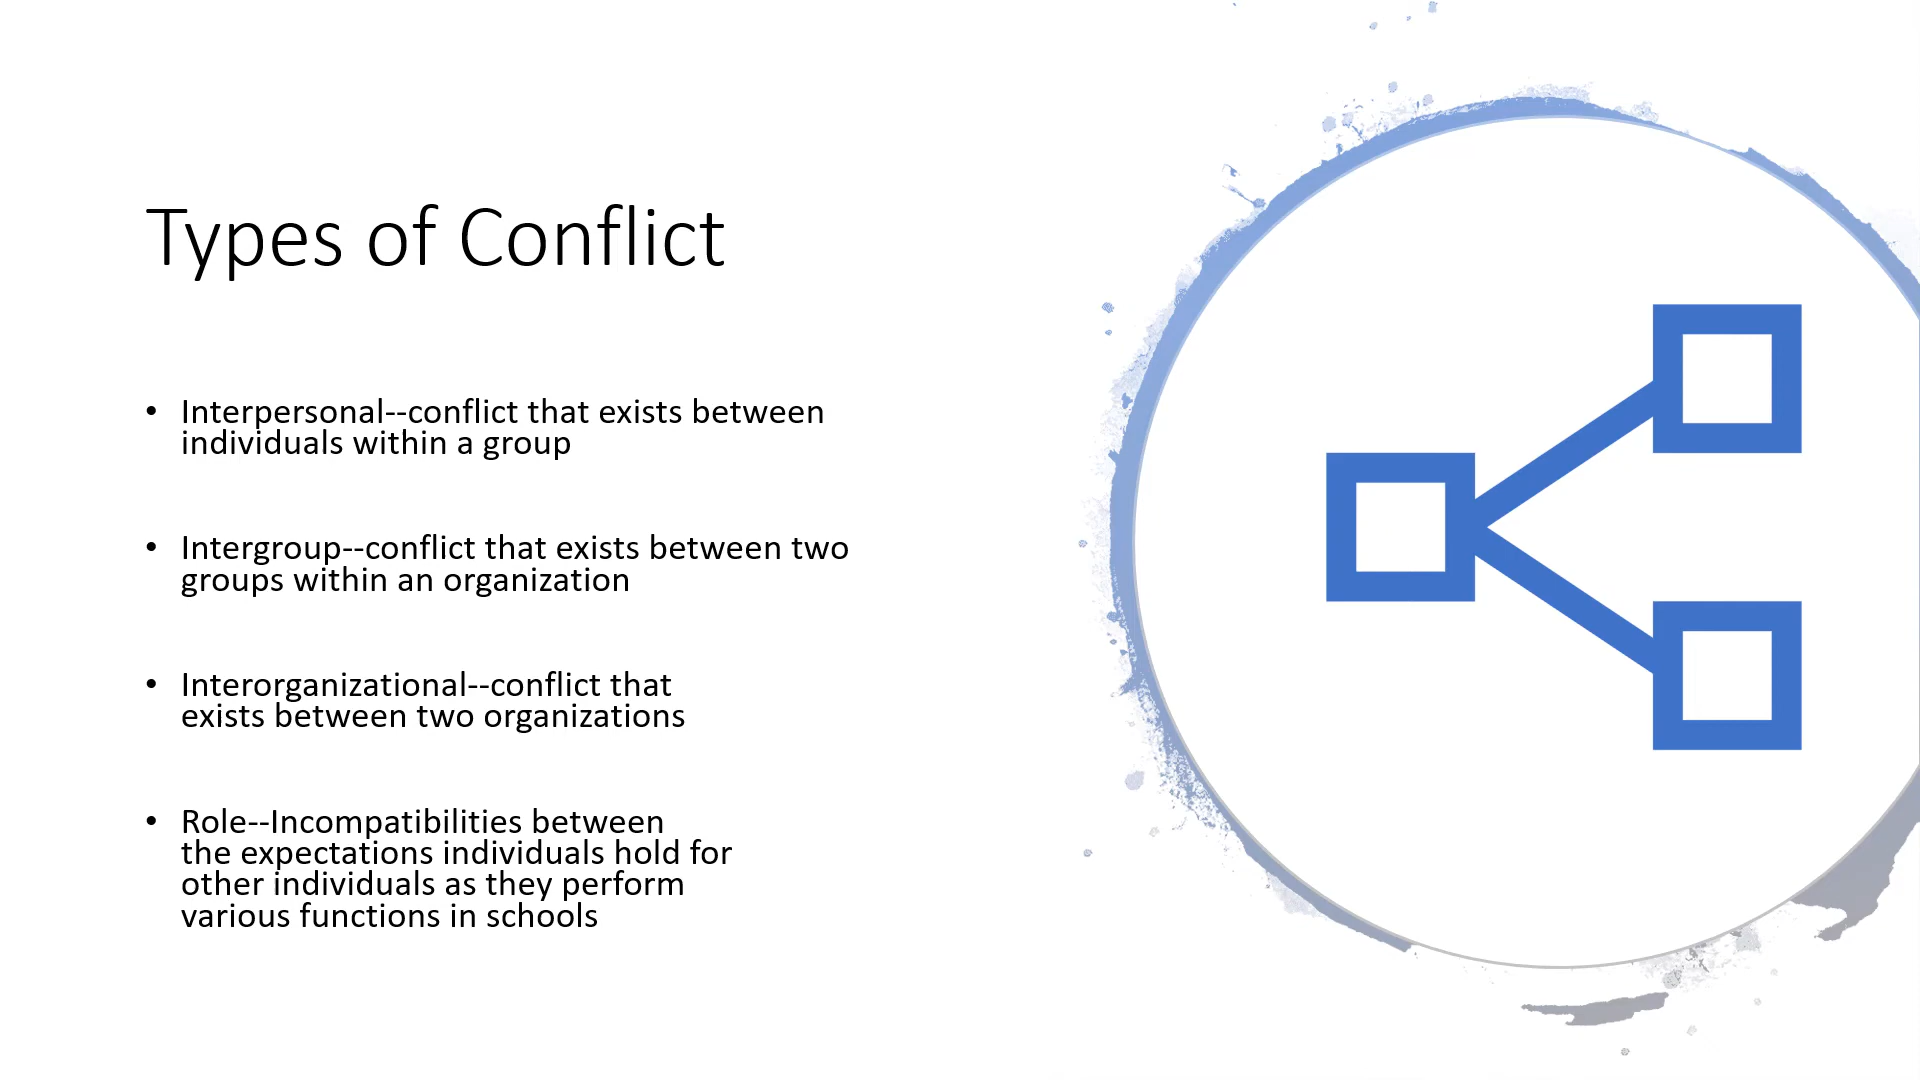 Types of Conflict
• Interpersonal--conflict that exists between
individuals within a group
• Intergroup--conflict that exists between two
groups within an organization
• Interorganizational--conflict that
exists between two organizations
• Role--Incompatibilities between
the expectations individuals hold for
other individuals as they perform
various functions in schools